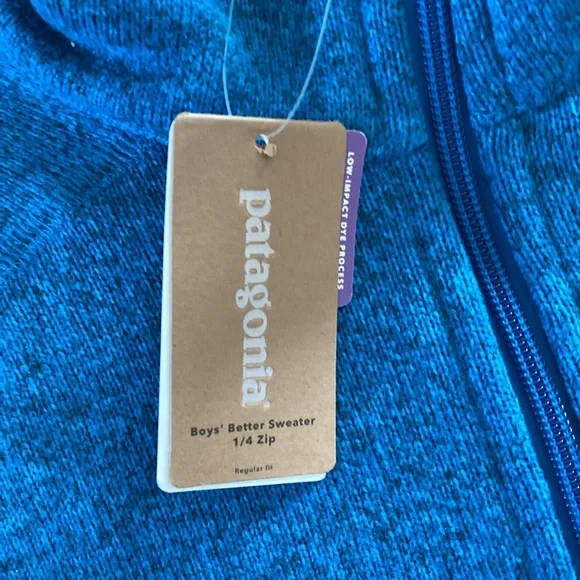 patagonia®
Boys' Better Sweater
1/4 Zip
Regular fit
LOW-IMPACT DYE PROCESS